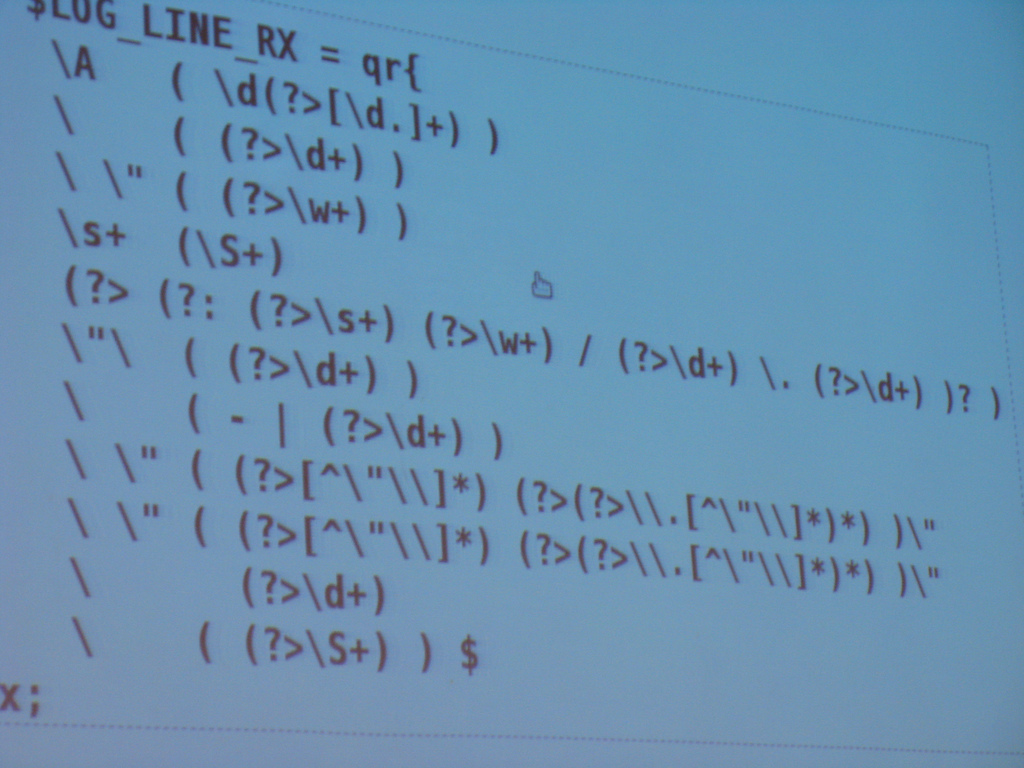 $LOG_LINE_RX = qr{
\A ( \d(?>[\d.]+) )
\ ( (?>\d+) )
\ \" ( (?>\w+) )
\s+ (\S+)
(?> (?: (?>\s+) (?>\w+) / (?>\d+) \. (?>\d+) )? )
\"\ ( (?>\d+) )
\ ( - | (?>\d+) )
\ \" ( (?>[^\"\\]*) (?>(?>\\.[^\"\\]*)*) )\"
\ \" ( (?>[^\"\\]*) (?>(?>\\.[^\"\\]*)*) )\"
\ (?>\d+)
\ ( (?>\S+) ) $
x;